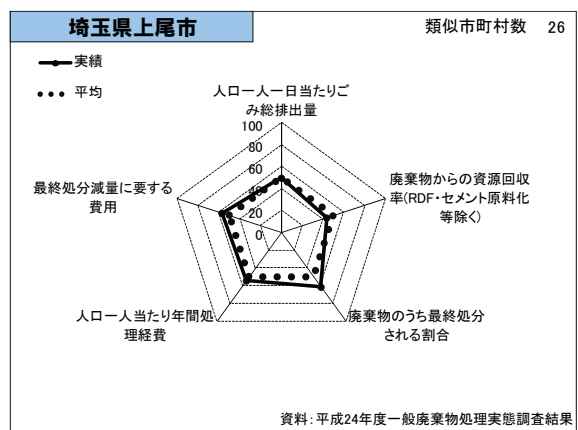 埼玉県上尾市
類似市町村数 26
実績
平均
人口一人一日当たりご
み総排出量
100
80
60
40
20
0
廃棄物からの資源回収
率(RDF・セメント原料化
等除く)
最終処分減量に要する
費用
人口一人当たり年間処
理経費
廃棄物のうち最終処分
される割合
資料:平成24年度一般廃棄物処理実態調査結果